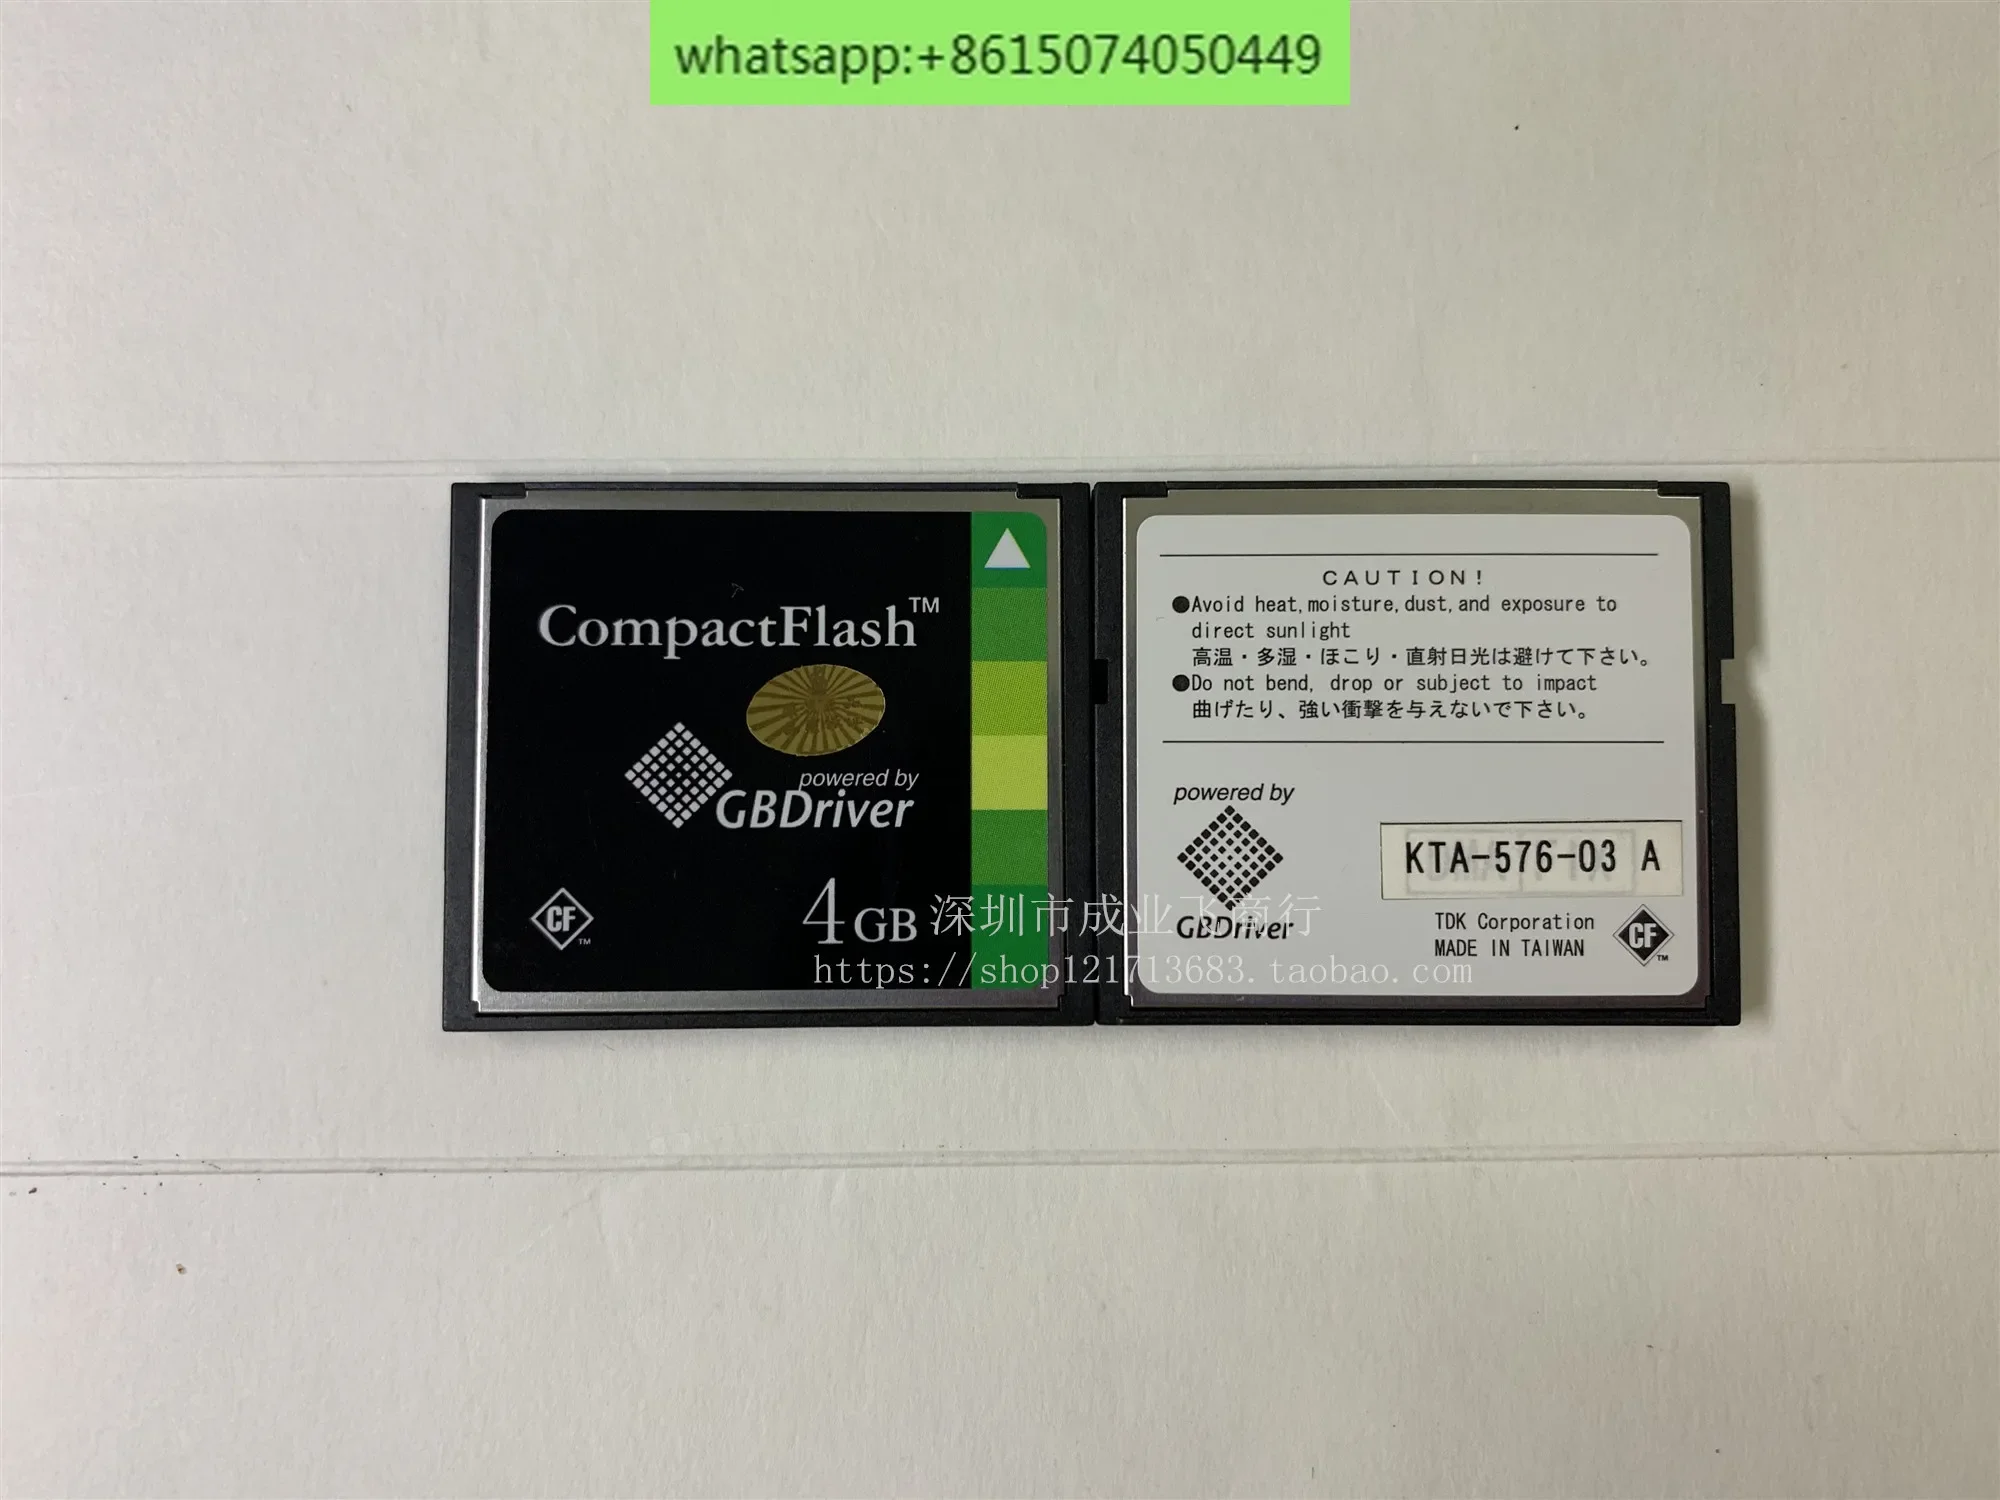 whatsapp:+8615074050449
CompactFlash™
powered by
GBDriver
CF™
4GB
CAUTION!
●Avoid heat,moisture,dust,and exposure to
direct sunlight
高温・多湿・ほこり・直射日光は避けて下さい。
●Do not bend, drop or subject to impact
曲げたり、強い衝撃を与えないで下さい。
powered by
GBDriver
KTA-576-03 A
TDK Corporation
MADE IN TAIWAN
CF™
深圳市成业飞商行
https://shop121713683.taobao.com